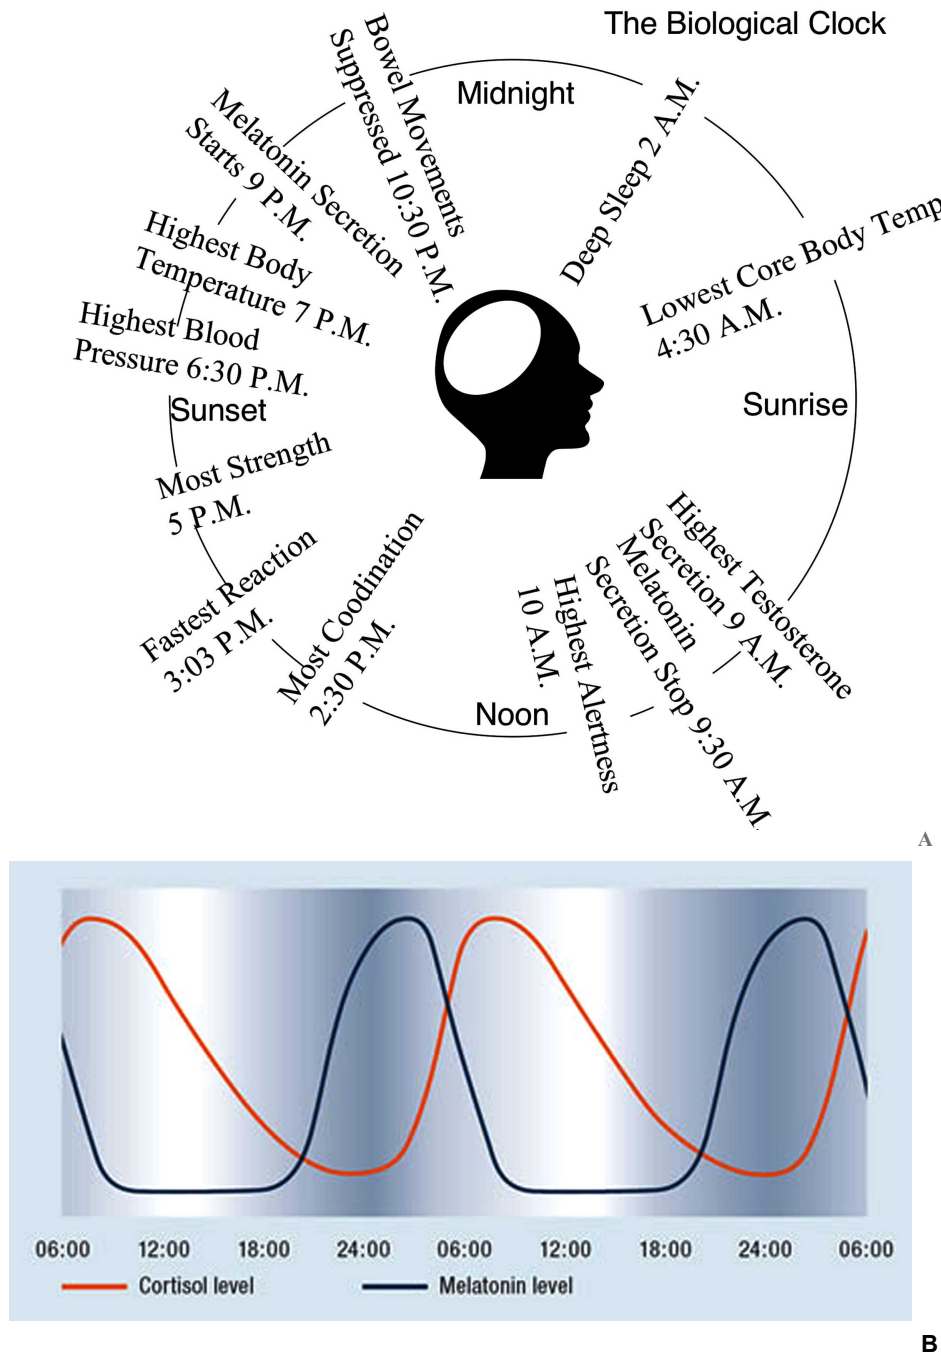 The Biological Clock
Midnight
Deep Sleep 2 A.M.
Lowest Core Body Temp
4:30 A.M.
Sunrise
Highest Testosterone
Secretion 9 A.M.
Melatonin
Secretion Stop 9:30 A.M.
Highest Alertness
10 A.M.
Noon
Most Coodination
2:30 P.M.
Fastest Reaction
3:03 P.M.
Most Strength
5 P.M.
Sunset
Highest Blood
Pressure 6:30 P.M.
Highest Body
Temperature 7 P.M.
Melatonin Secretion
Starts 9 P.M.
Bowel Movements
Suppressed 10:30 P.M.
A
06:00 12:00 18:00 24:00 06:00 12:00 18:00 24:00 06:00
Cortisol level Melatonin level
B